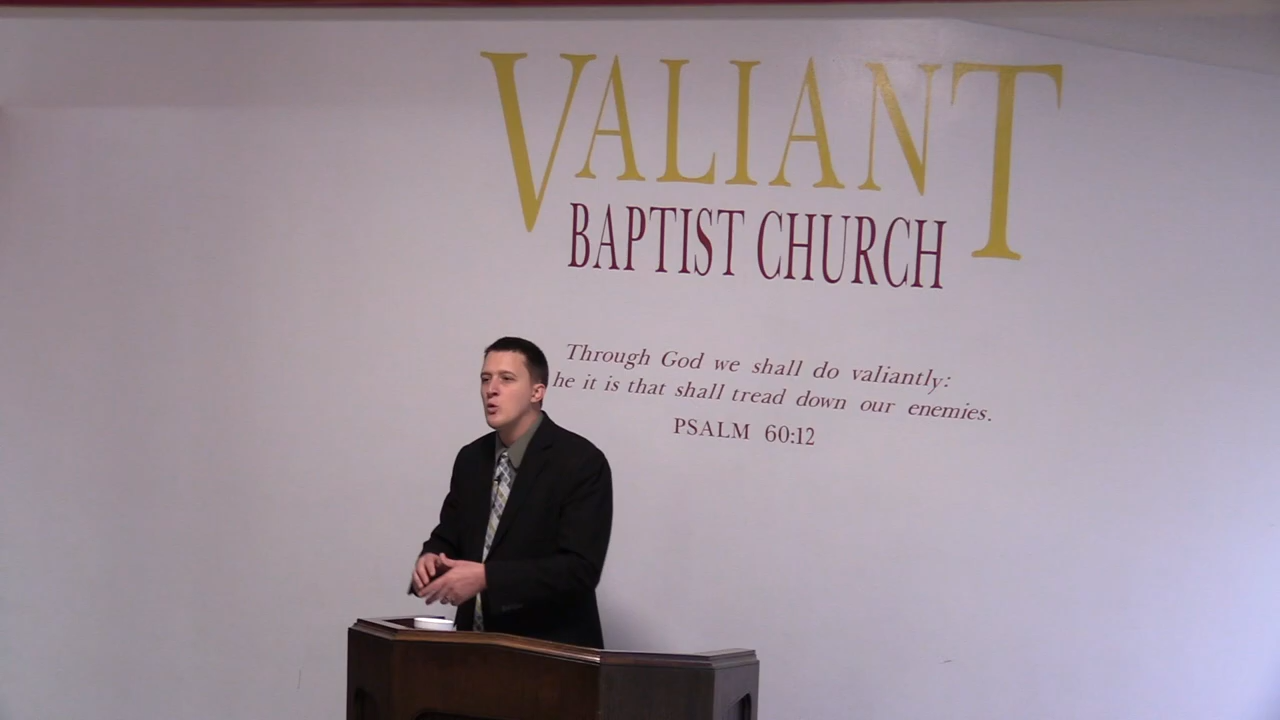 VALIANT
BAPTIST CHURCH
Through God we shall do valiantly:
he it is that shall tread down our enemies.
PSALM 60:12